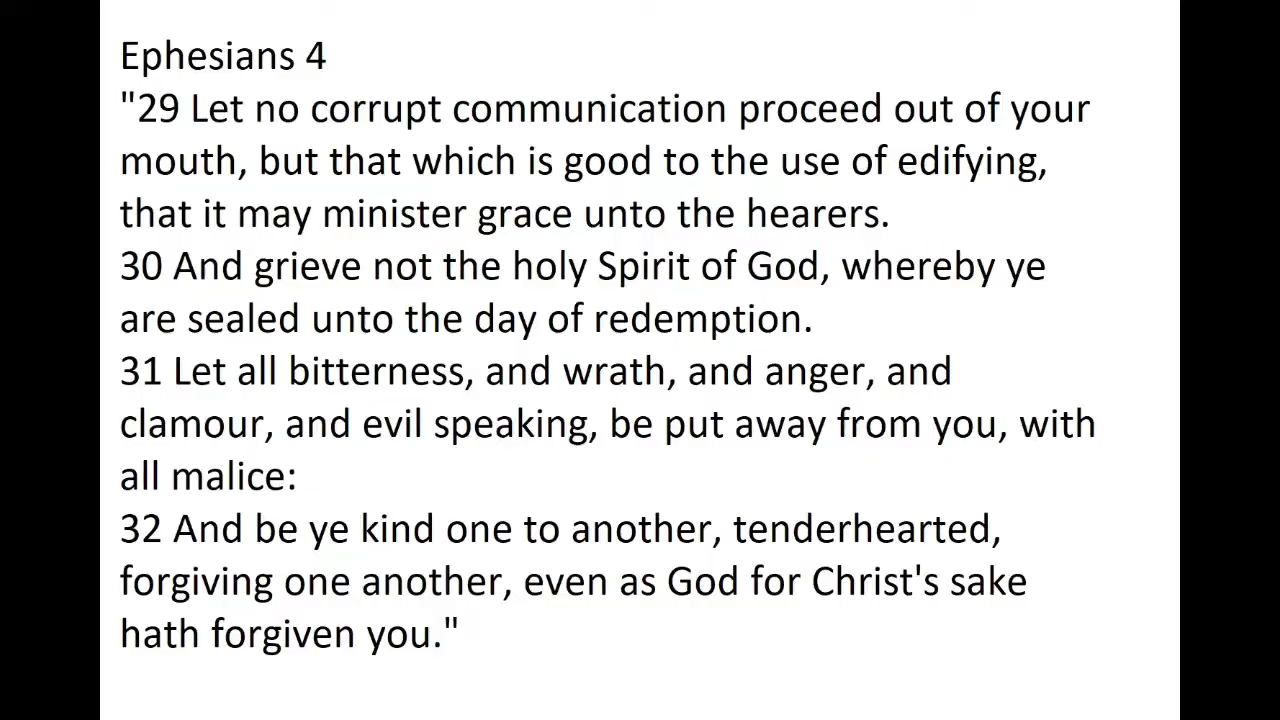 Ephesians 4
"29 Let no corrupt communication proceed out of your
mouth, but that which is good to the use of edifying,
that it may minister grace unto the hearers.
30 And grieve not the holy Spirit of God, whereby ye
are sealed unto the day of redemption.
31 Let all bitterness, and wrath, and anger, and
clamour, and evil speaking, be put away from you, with
all malice:
32 And be ye kind one to another, tenderhearted,
forgiving one another, even as God for Christ's sake
hath forgiven you."